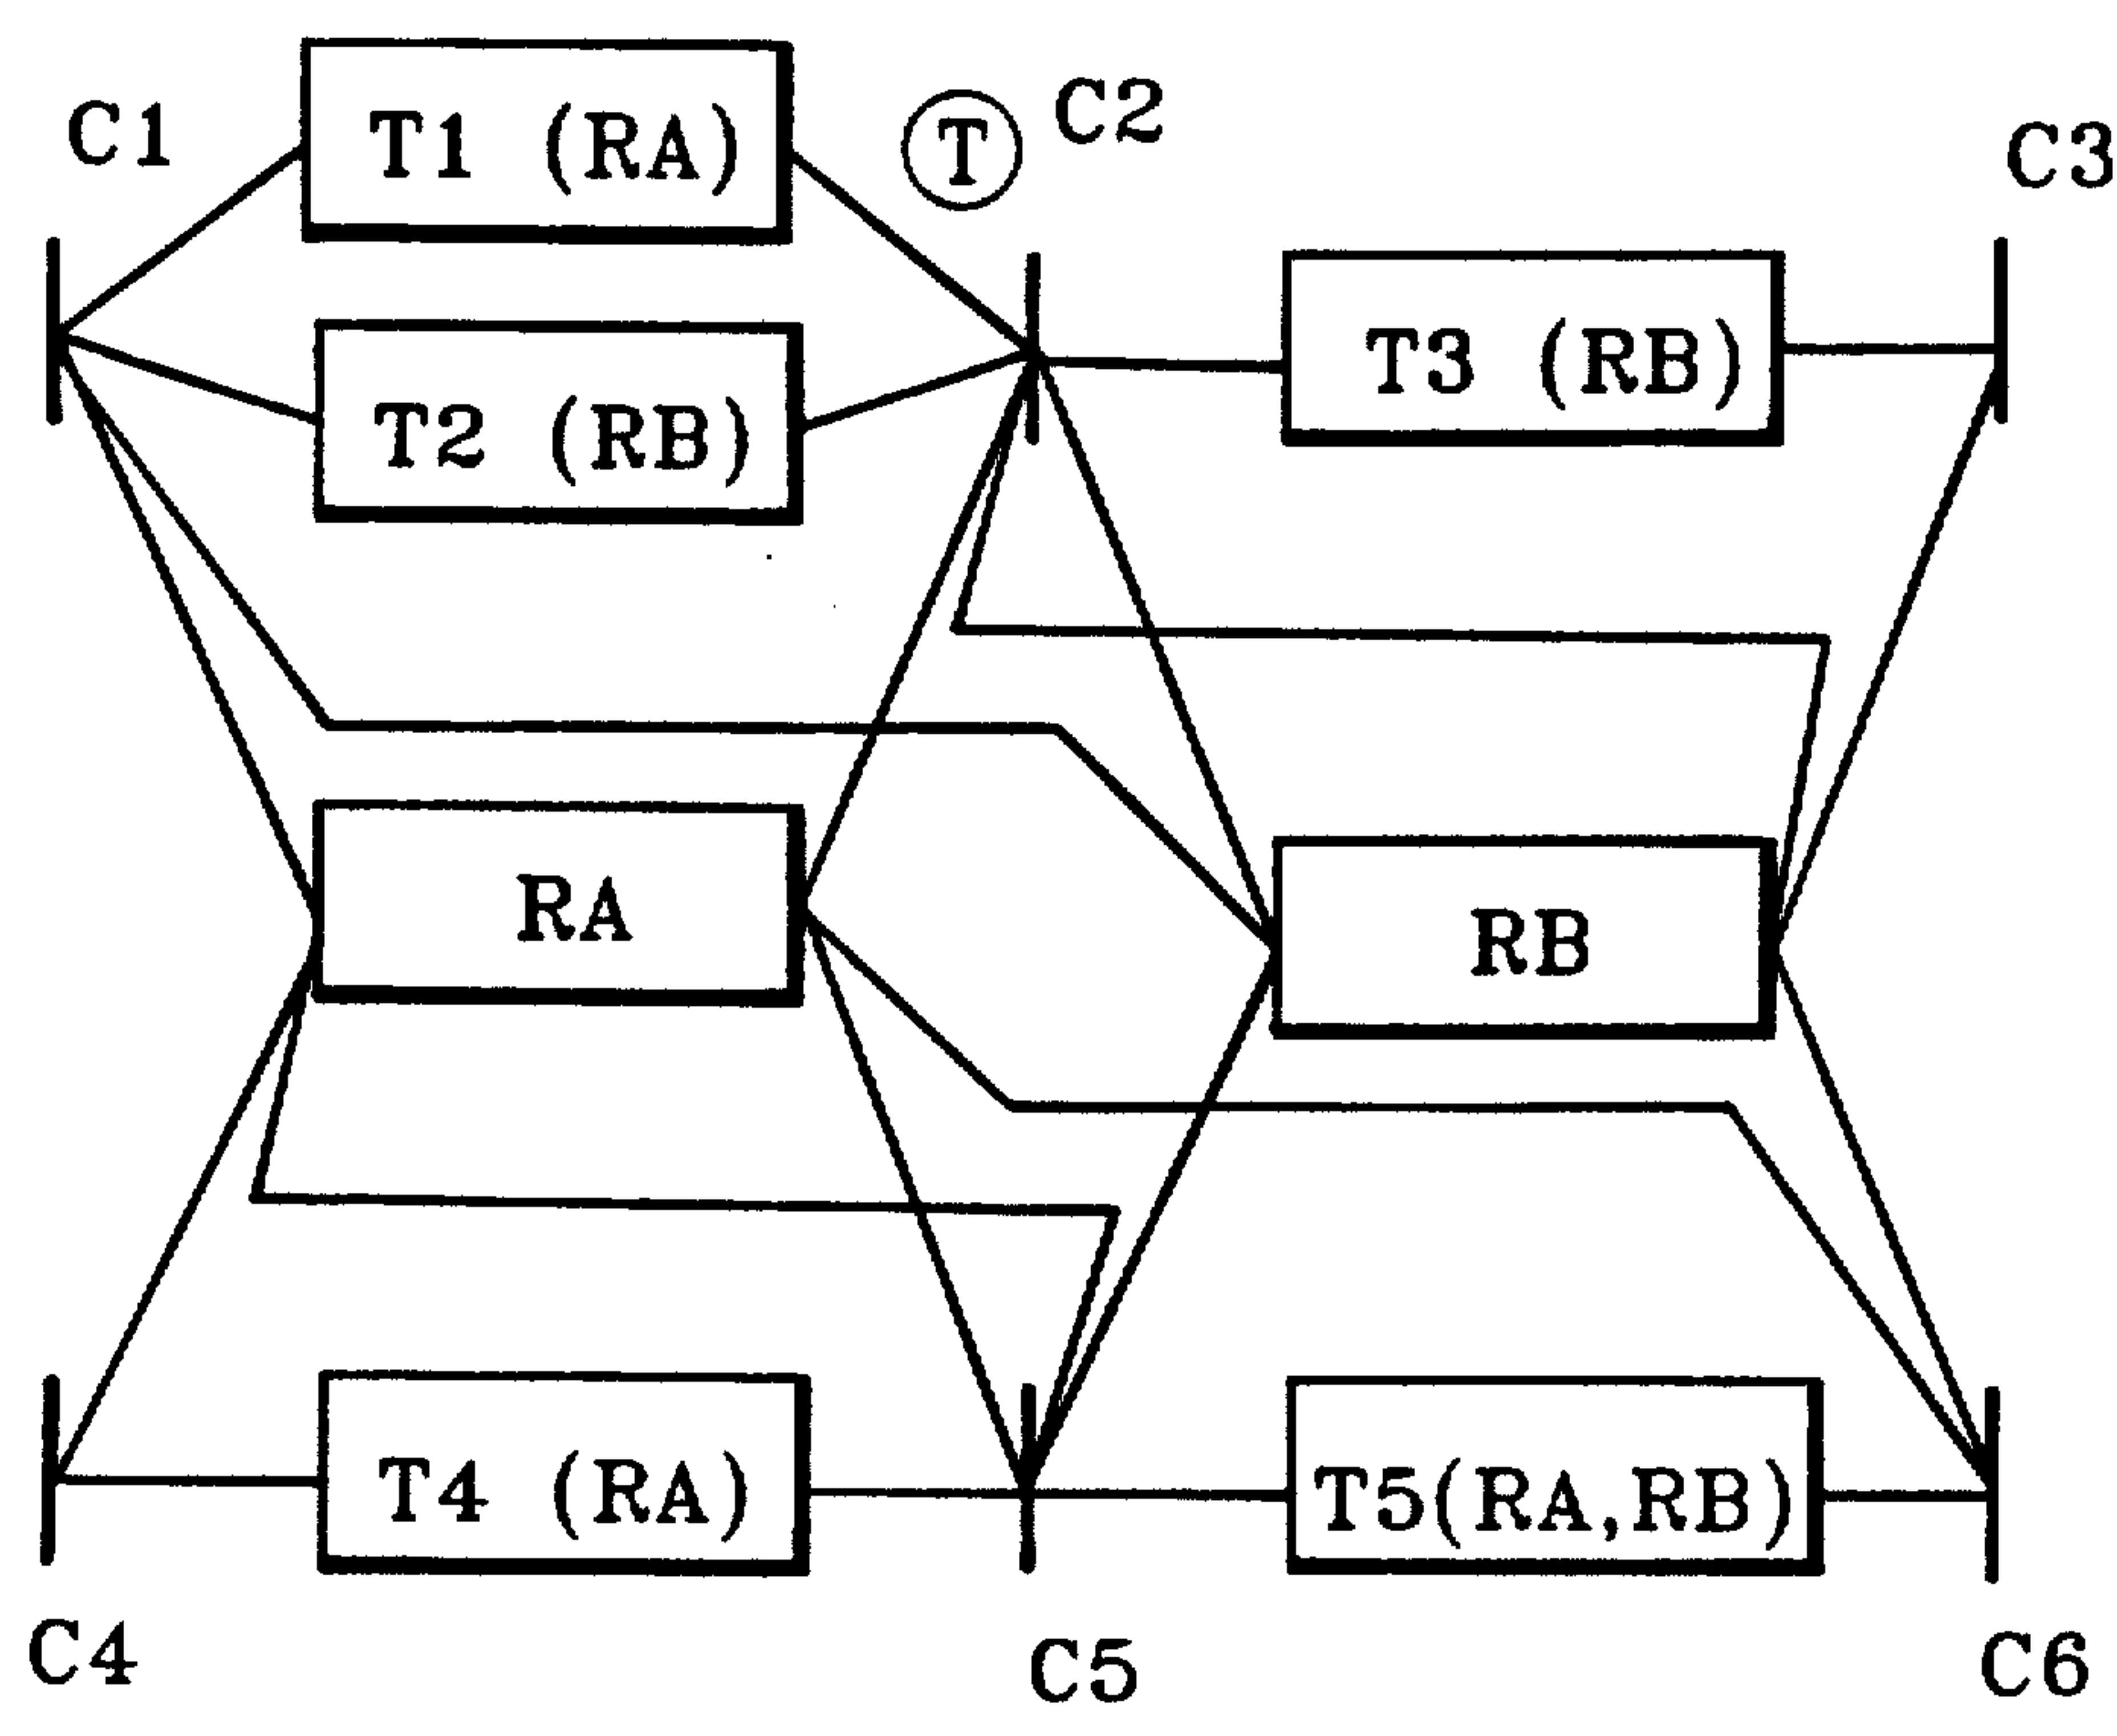 C1
T1 (RA)
T
C2
C3
T2 (RB)
T3 (RB)
RA
RB
T4 (RA)
T5(RA,RB)
C4
C5
C6